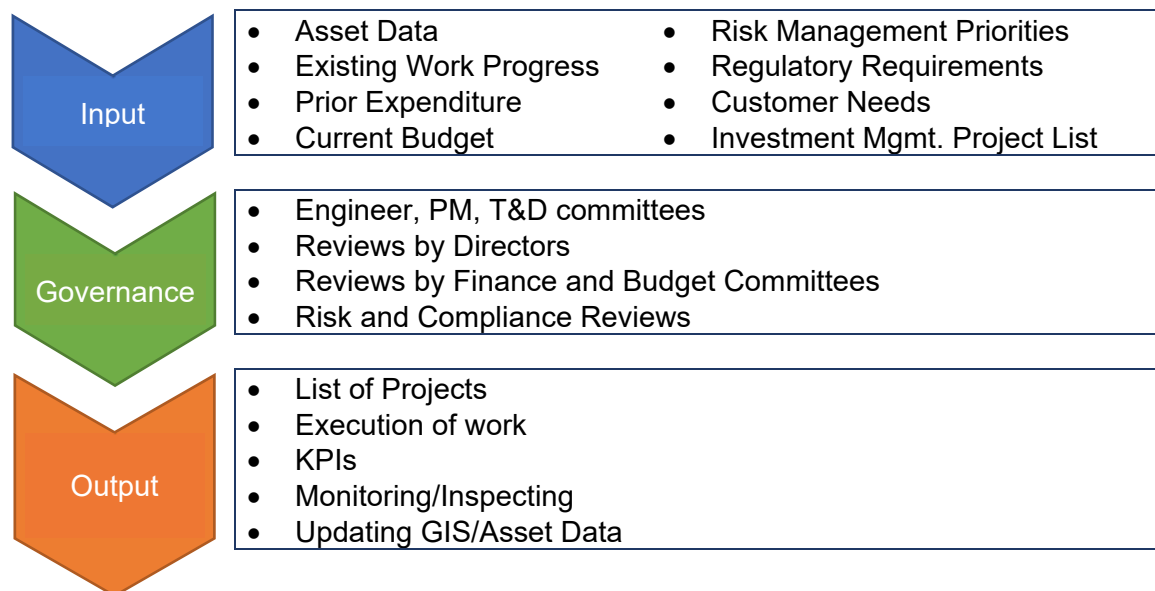 Input
• Asset Data
• Existing Work Progress
• Prior Expenditure
• Current Budget
• Risk Management Priorities
• Regulatory Requirements
• Customer Needs
• Investment Mgmt. Project List
Governance
• Engineer, PM, T&D committees
• Reviews by Directors
• Reviews by Finance and Budget Committees
• Risk and Compliance Reviews
Output
• List of Projects
• Execution of work
• KPIs
• Monitoring/Inspecting
• Updating GIS/Asset Data